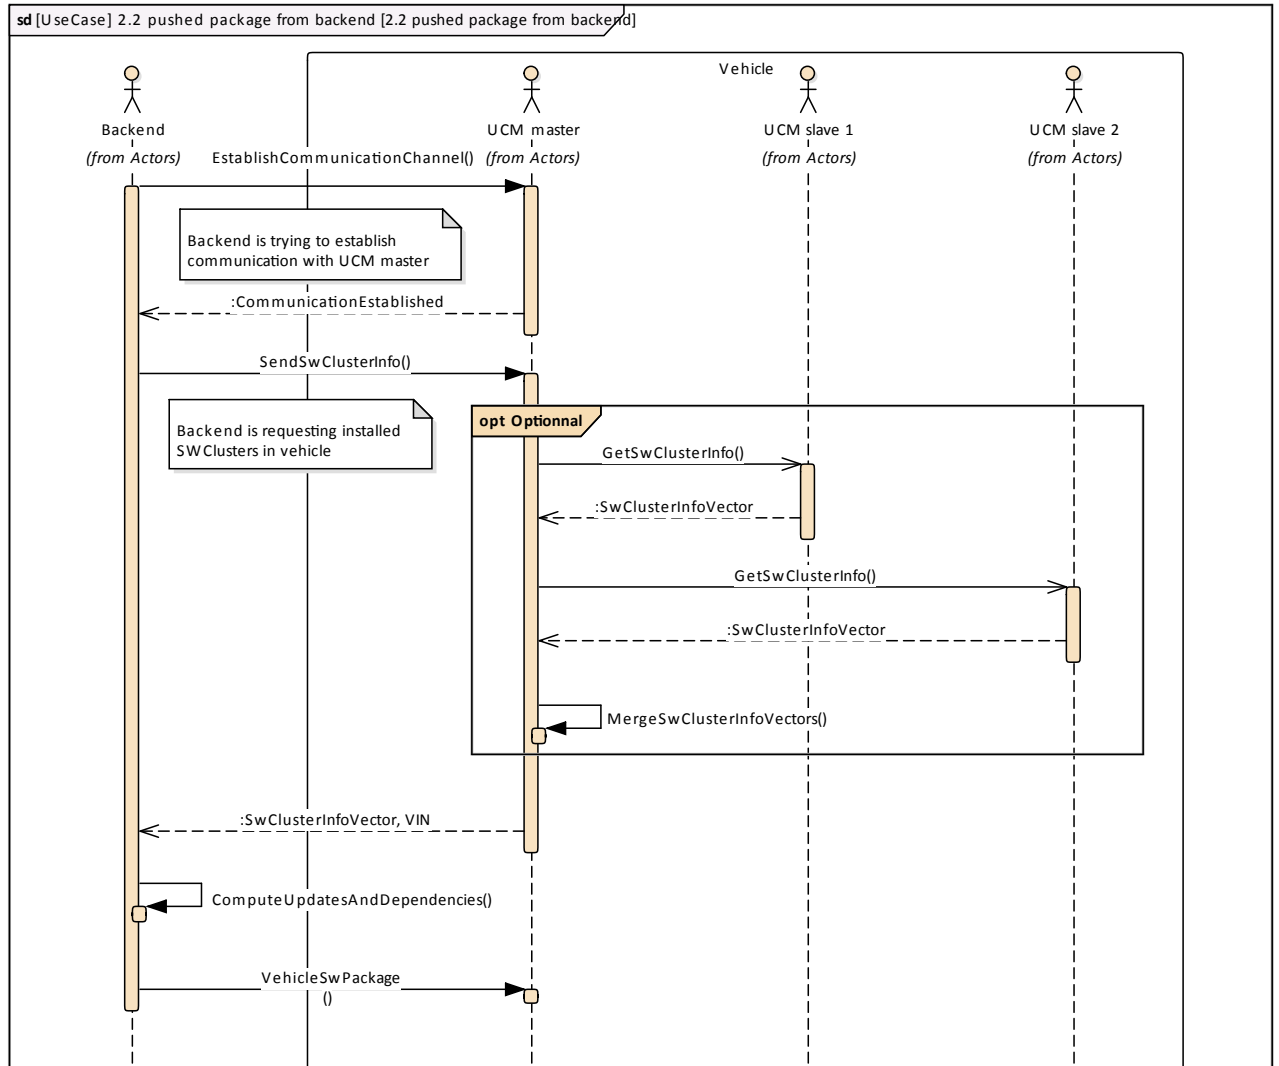 sd [UseCase] 2.2 pushed package from backend [2.2 pushed package from backend]
Vehicle
Backend
(from Actors)
UCM master
(from Actors)
UCM slave 1
(from Actors)
UCM slave 2
(from Actors)
EstablishCommunicationChannel()
Backend is trying to establish
communication with UCM master
:CommunicationEstablished
SendSwClusterInfo()
Backend is requesting installed
SWClusters in vehicle
opt Optionnal
GetSwClusterInfo()
:SwClusterInfoVector
GetSwClusterInfo()
:SwClusterInfoVector
MergeSwClusterInfoVectors()
:SwClusterInfoVector, VIN
ComputeUpdatesAndDependencies()
VehicleSwPackage
()